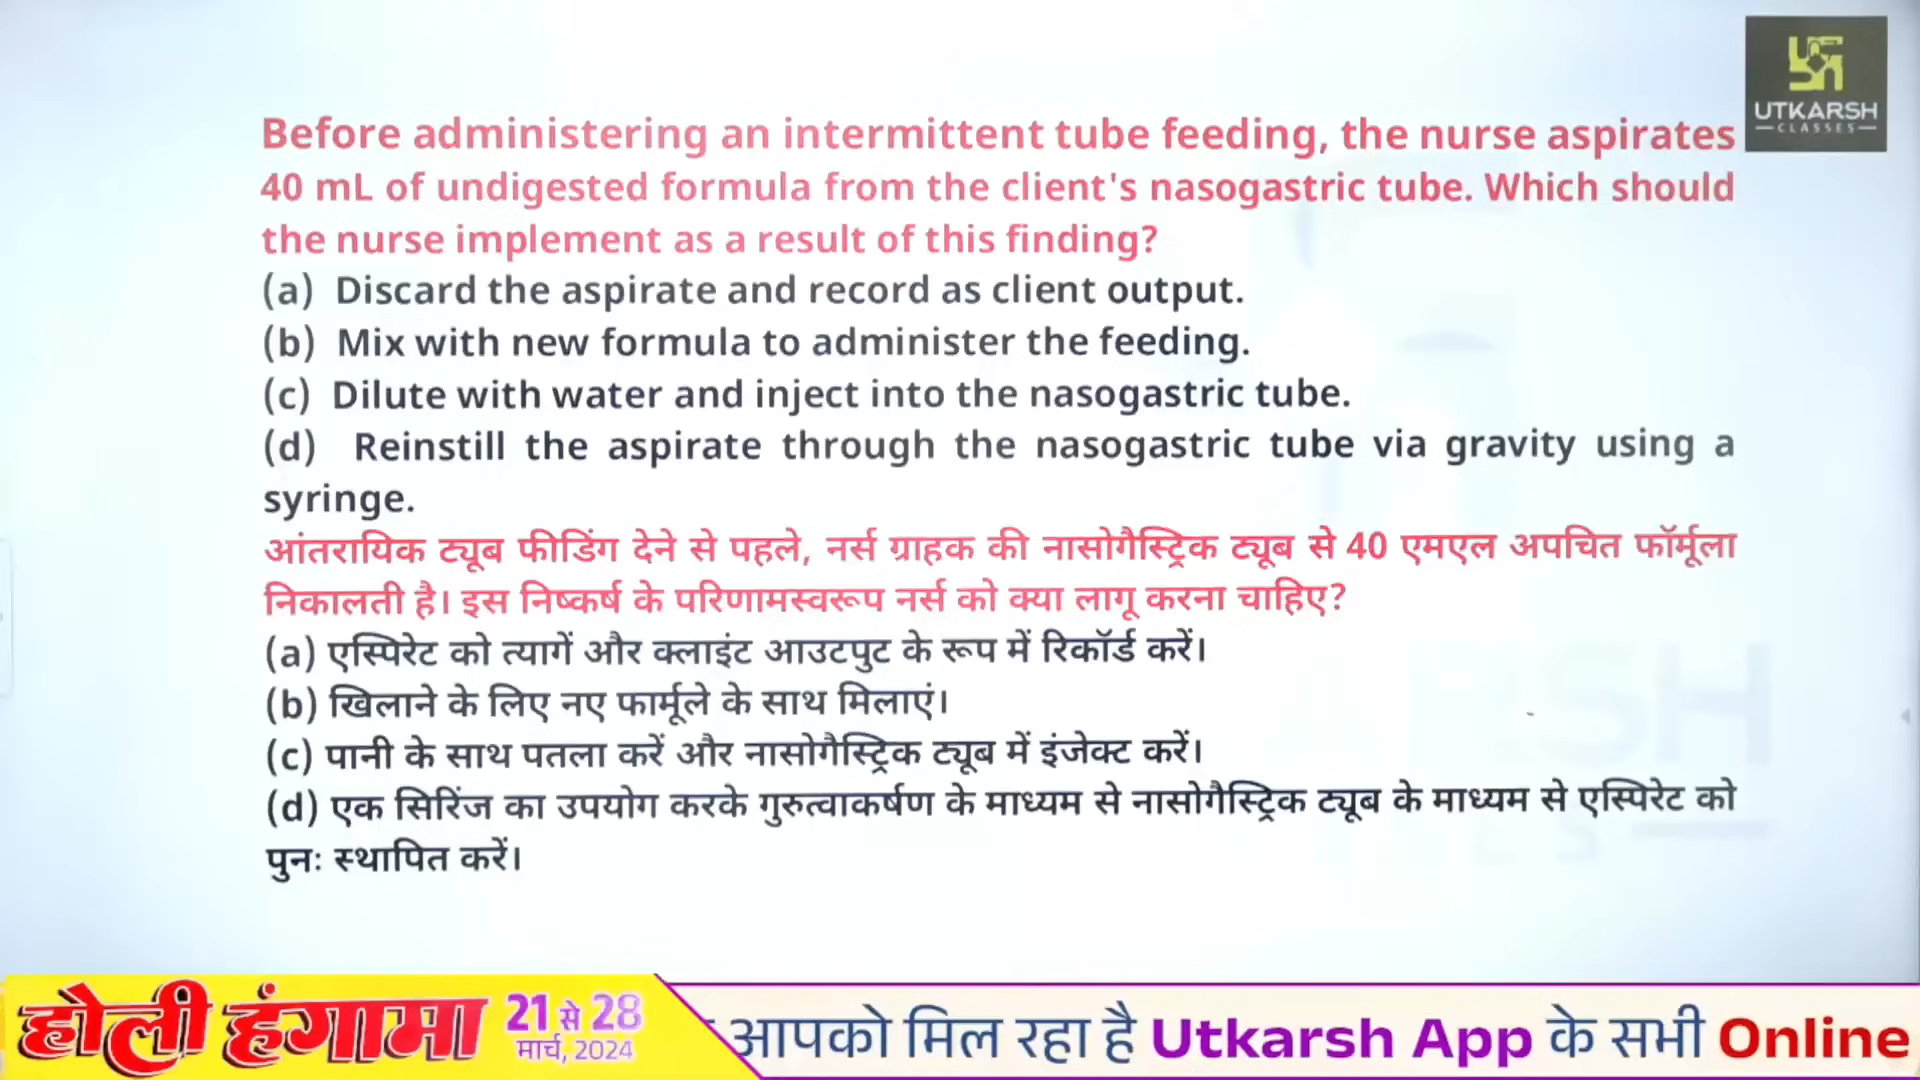 UTKARSH
CLASSES
Before administering an intermittent tube feeding, the nurse aspirates
40 mL of undigested formula from the client's nasogastric tube. Which should
the nurse implement as a result of this finding?
(a) Discard the aspirate and record as client output.
(b) Mix with new formula to administer the feeding.
(c) Dilute with water and inject into the nasogastric tube.
(d) Reinstill the aspirate through the nasogastric tube via gravity using a
syringe.
आंतरायिक ट्यूब फीडिंग देने से पहले, नर्स ग्राहक की नासोगैस्ट्रिक ट्यूब से 40 एमएल अपचित फॉर्मूला
निकालती है। इस निष्कर्ष के परिणामस्वरूप नर्स को क्या लागू करना चाहिए?
(a) एस्पिरेट को त्यागें और क्लाइंट आउटपुट के रूप में रिकॉर्ड करें।
(b) खिलाने के लिए नए फार्मूले के साथ मिलाएं।
(c) पानी के साथ पतला करें और नासोगैस्ट्रिक ट्यूब में इंजेक्ट करें।
(d) एक सिरिंज का उपयोग करके गुरुत्वाकर्षण के माध्यम से नासोगैस्ट्रिक ट्यूब के माध्यम से एस्पिरेट को
पुनः स्थापित करें।
होली हंगामा 21 से 28
मार्च, 2024
आपको मिल रहा है Utkarsh App के सभी Online